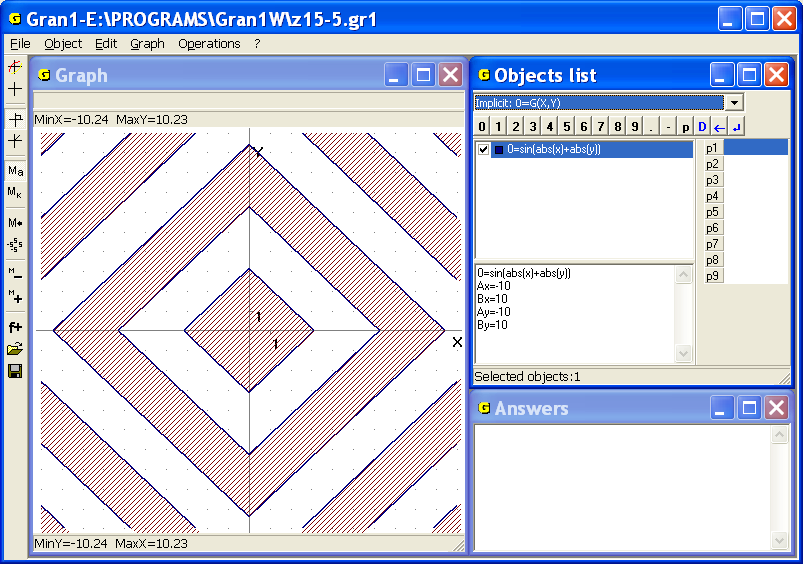 Gran1-E:\PROGRAMS\Gran1W\z15-5.gr1
File Object Edit Graph Operations ?
Graph
MinX=-10.24 MaxY=10.23
Y
1
1
X
MinY=-10.24 MaxX=10.23
Ma
Mк
M
-5
M
M
f+
Objects list
Implicit: 0=G(X,Y)
0 1 2 3 4 5 6 7 8 9 . - p D ← ↵
0=sin(abs(x)+abs(y))
p1
p2
p3
p4
p5
p6
p7
p8
p9
0=sin(abs(x)+abs(y))
Ax=-10
Bx=10
Ay=-10
By=10
Selected objects:1
Answers